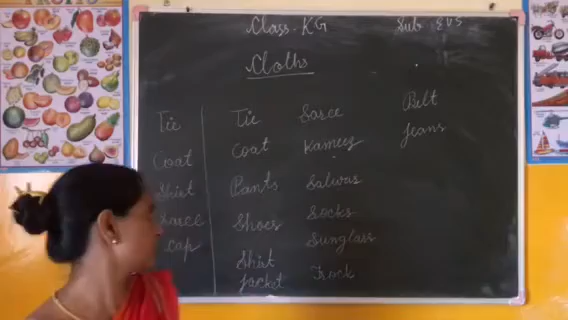 FRUITS
Class. KG
Sub: EVS
Cloths
Tie
Coat
Shirt
Saree
cap
Tie
Coat
Pants
Shoes
Shirt
jacket
Saree
Kameez
Salwar
Socks
Sunglass
Frock
Belt
Jeans